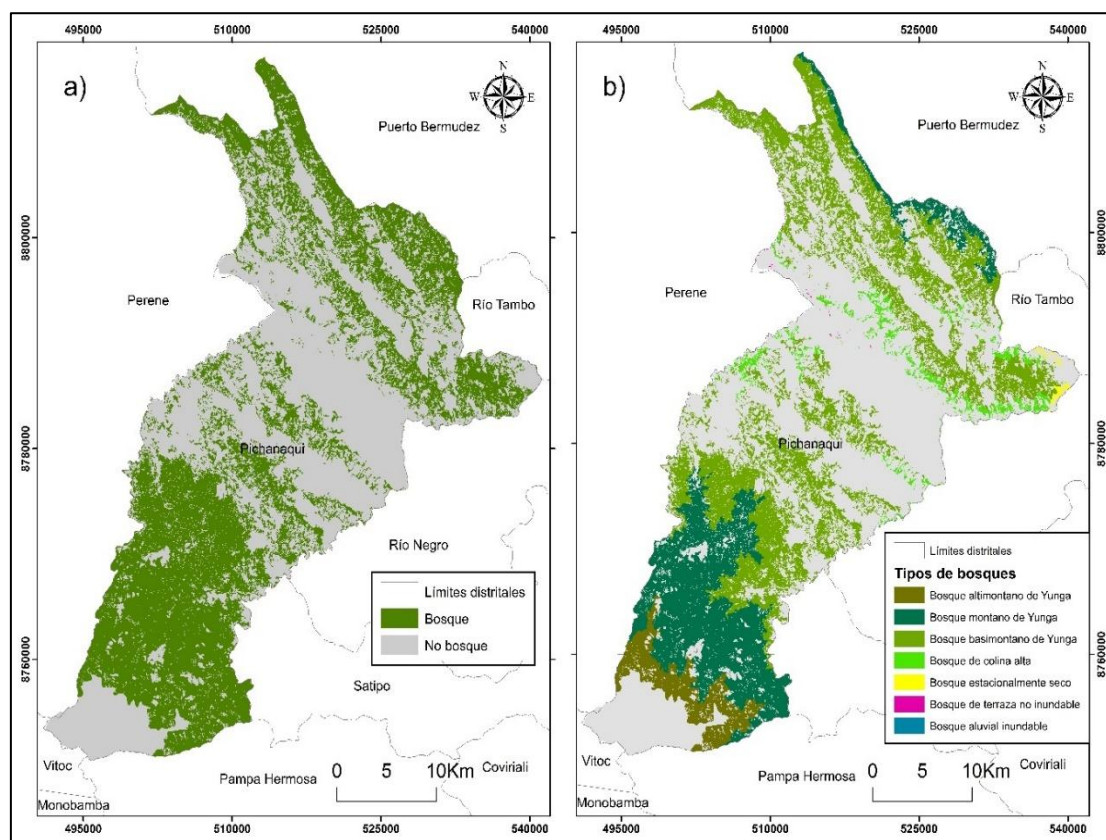 495000 510000 525000 540000
a)
N
W E
S
Puerto Bermudez
8800000
Perene
Río Tambo
8780000
Pichanaqui
Río Negro
Límites distritales
Bosque
No bosque
8760000
Satipo
Vitoc
Pampa Hermosa
0 5 10Km
Coviriali
Monobamba
495000 510000 525000 540000
495000 510000 525000 540000
b)
N
W E
S
Puerto Bermudez
8800000
Perene
Río Tambo
8780000
Pichanaqui
Río Negro
Límites distritales
Tipos de bosques
Bosque altimontano de Yunga
Bosque montano de Yunga
Bosque basimontano de Yunga
Bosque de colina alta
Bosque estacionalmente seco
Bosque de terraza no inundable
Bosque aluvial inundable
8760000
Satipo
Vitoc
Pampa Hermosa
0 5 10Km
Coviriali
Monobamba
495000 510000 525000 540000